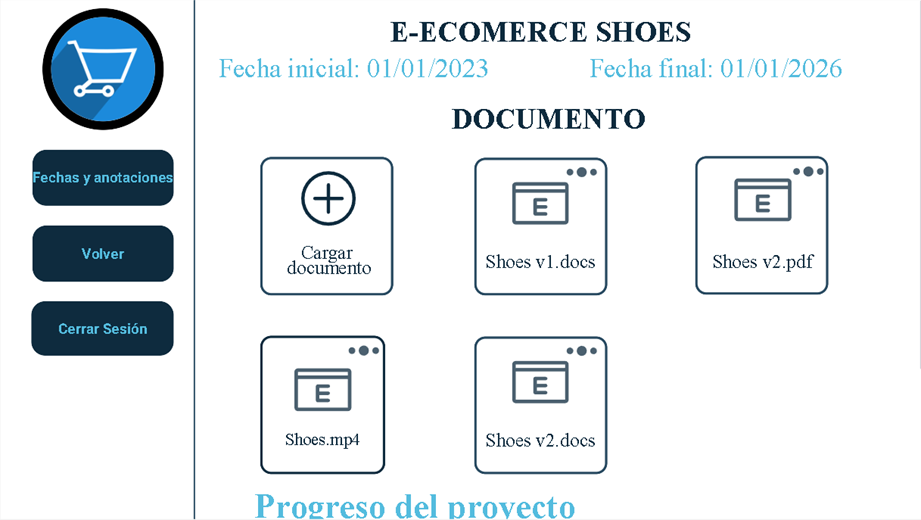 E-ECOMERCE SHOES
Fecha inicial: 01/01/2023
Fecha final: 01/01/2026
Fechas y anotaciones
Volver
Cerrar Sesión
DOCUMENTO
Cargar
documento
E
Shoes v1.docs
E
Shoes v2.pdf
E
Shoes.mp4
E
Shoes v2.docs
Progreso del proyecto